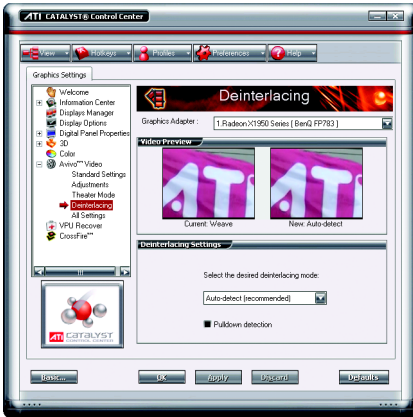 ATI CATALYST® Control Center
View Hotkeys Profiles Preferences Help
Graphics Settings
Welcome
Information Center
Displays Manager
Display Options
Digital Panel Properties
3D
Color
Avivo™ Video
Standard Settings
Adjustments
Theater Mode
Deinterlacing
All Settings
VPU Recover
CrossFire™
ATI CATALYST
CONTROL CENTER
Deinterlacing
Graphics Adapter :
1.Radeon X1950 Series ( BenQ FP783 )
Video Preview
ATI
ATI
Current: Weave
New: Auto-detect
Deinterlacing Settings
Select the desired deinterlacing mode:
Auto-detect (recommended)
Pulldown detection
Basic... OK Apply Discard Defaults